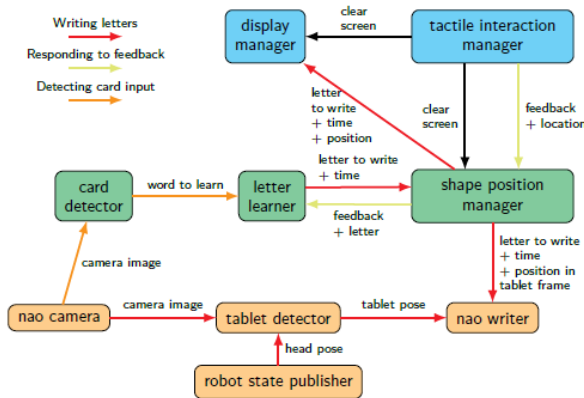 Writing letters
Responding to feedback
Detecting card input
display
manager
clear
screen
tactile interaction
manager
letter
to write
+ time
+ position
clear
screen
feedback
+ location
card
detector
word to learn
letter
learner
letter to write
+ time
shape position
manager
feedback
+ letter
camera image
letter to write
+ time
+ position in
tablet frame
nao camera
camera image
tablet detector
tablet pose
nao writer
head pose
robot state publisher